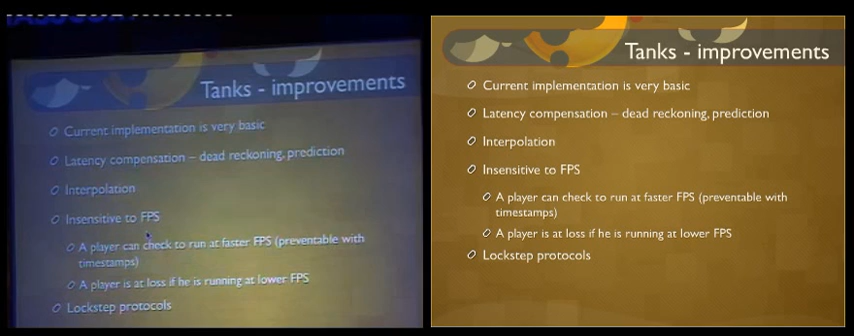 Tanks - improvements
Current implementation is very basic
Latency compensation – dead reckoning, prediction
Interpolation
Insensitive to FPS
A player can check to run at faster FPS (preventable with
timestamps)
A player is at loss if he is running at lower FPS
Lockstep protocols
Tanks - improvements
Current implementation is very basic
Latency compensation – dead reckoning, prediction
Interpolation
Insensitive to FPS
A player can check to run at faster FPS (preventable with
timestamps)
A player is at loss if he is running at lower FPS
Lockstep protocols